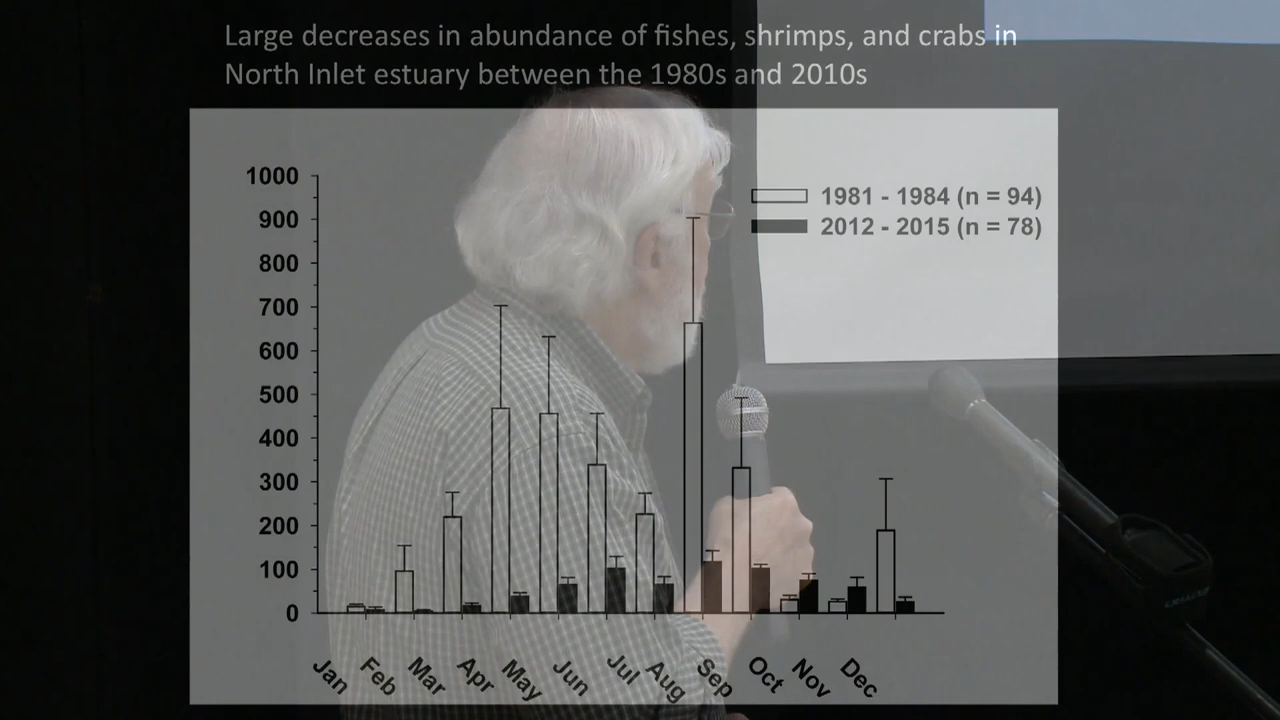 Large decreases in abundance of fishes, shrimps, and crabs in
North Inlet estuary between the 1980s and 2010s
1000
900
800
700
600
500
400
300
200
100
0
1981 - 1984 (n = 94)
2012 - 2015 (n = 78)
Jan
Feb
Mar
Apr
May
Jun
Jul
Aug
Sep
Oct
Nov
Dec